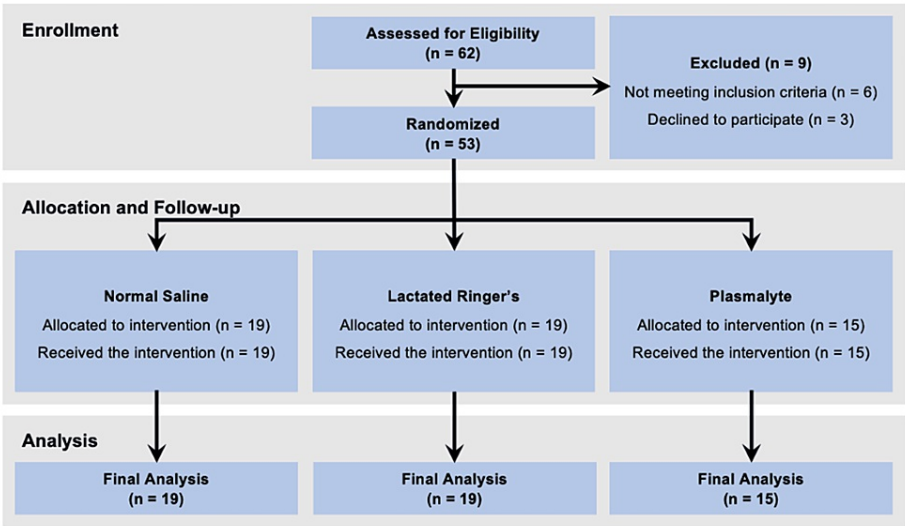 Enrollment
Assessed for Eligibility
(n = 62)
Excluded (n = 9)
Not meeting inclusion criteria (n = 6)
Declined to participate (n = 3)
Randomized
(n = 53)
Allocation and Follow-up
Normal Saline
Allocated to intervention (n = 19)
Received the intervention (n = 19)
Lactated Ringer's
Allocated to intervention (n = 19)
Received the intervention (n = 19)
Plasmalyte
Allocated to intervention (n = 15)
Received the intervention (n = 15)
Analysis
Final Analysis
(n = 19)
Final Analysis
(n = 19)
Final Analysis
(n = 15)